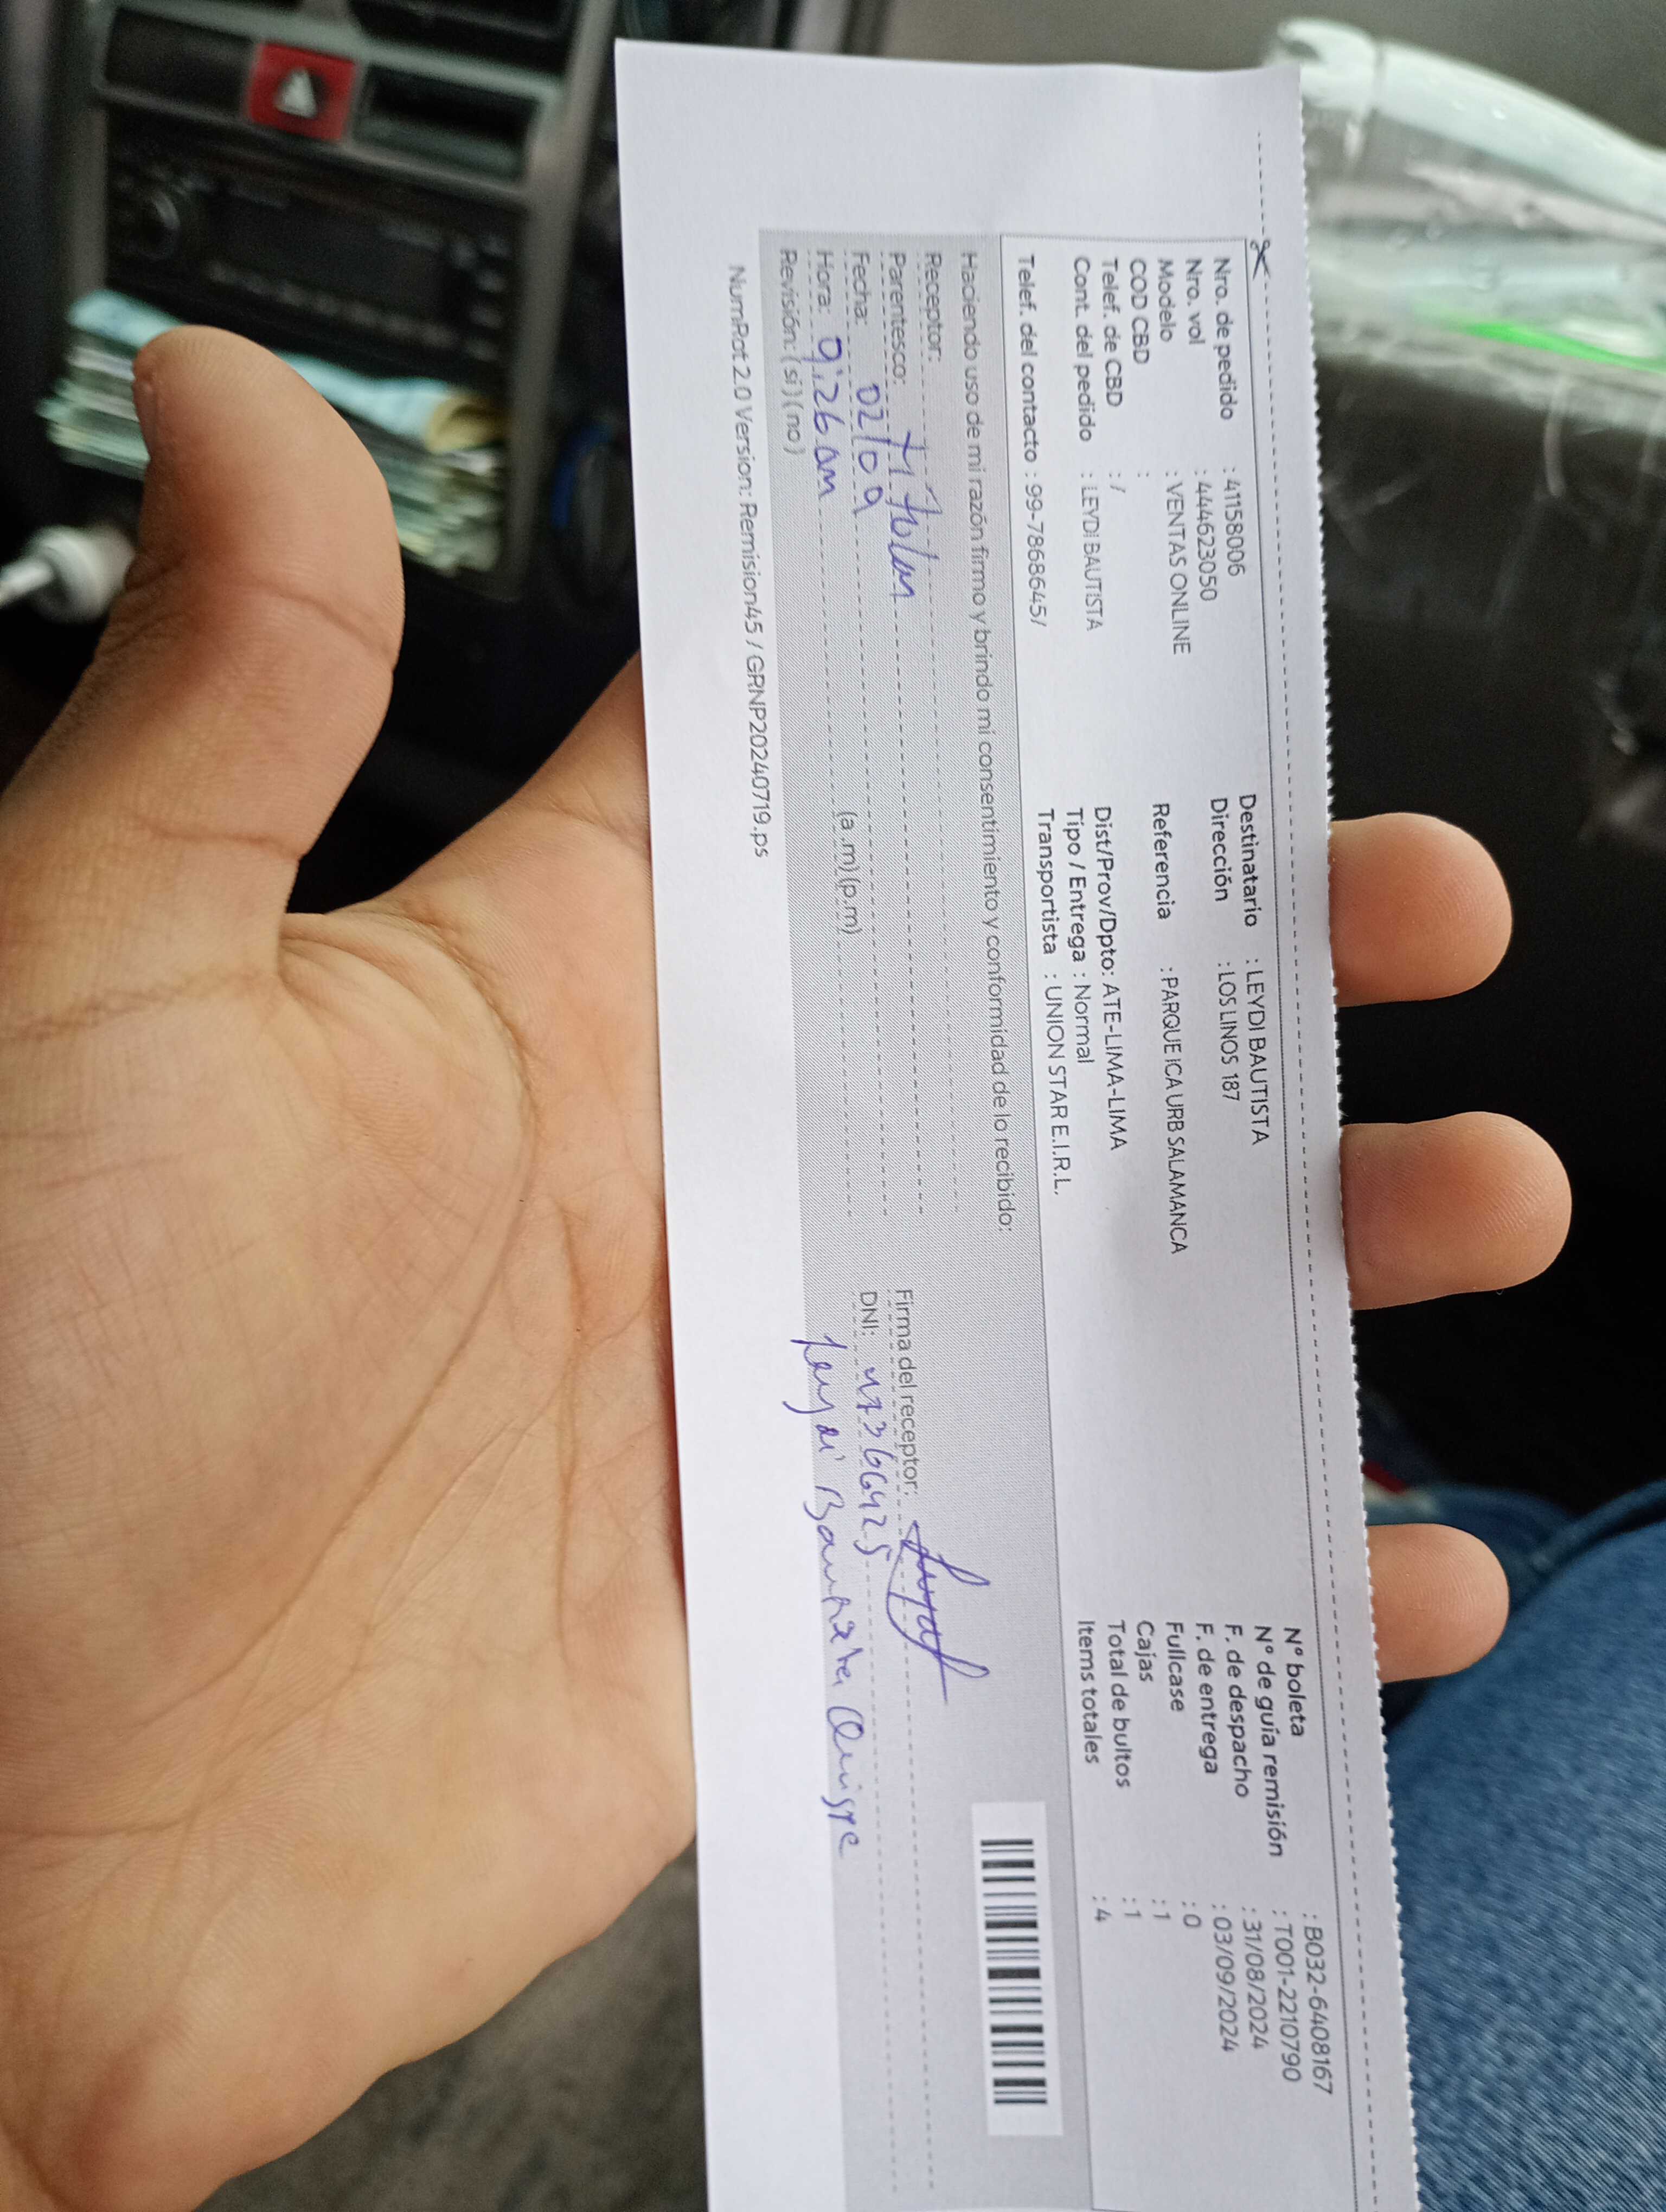 Nro. de pedido : 41158006
Nro. vol : 444623050
Modelo : VENTAS ONLINE
COD CBD :
Telef. de CBD : /
Cont. del pedido : LEYDI BAUTISTA
Telef. del contacto : 99-7868645/
Destinatario : LEYDI BAUTISTA
Dirección : LOS LINOS 187
Referencia : PARQUE ICA URB SALAMANCA
Dist/Prov/Dpto: ATE-LIMA-LIMA
Tipo / Entrega : Normal
Transportista : UNION STAR E.I.R.L.
N° boleta : B032-6408167
N° de guía remisión : T001-2210790
F. de despacho : 31/08/2024
F. de entrega : 03/09/2024
Fullcase : 0
Cajas : 1
Total de bultos : 1
Items totales : 4
Haciendo uso de mi razón firmo y brindo mi consentimiento y conformidad de lo recibido:
Receptor:
Parentesco: titular
Fecha: 02/09
Hora: 9:26 am (a.m)(p.m)
Revisión: ( si ) ( no )
Firma del receptor:
DNI: 47366425
Leydi Bautista Quispe
NumRot 2.0 Version: Remision45 / GRNP20240719.ps